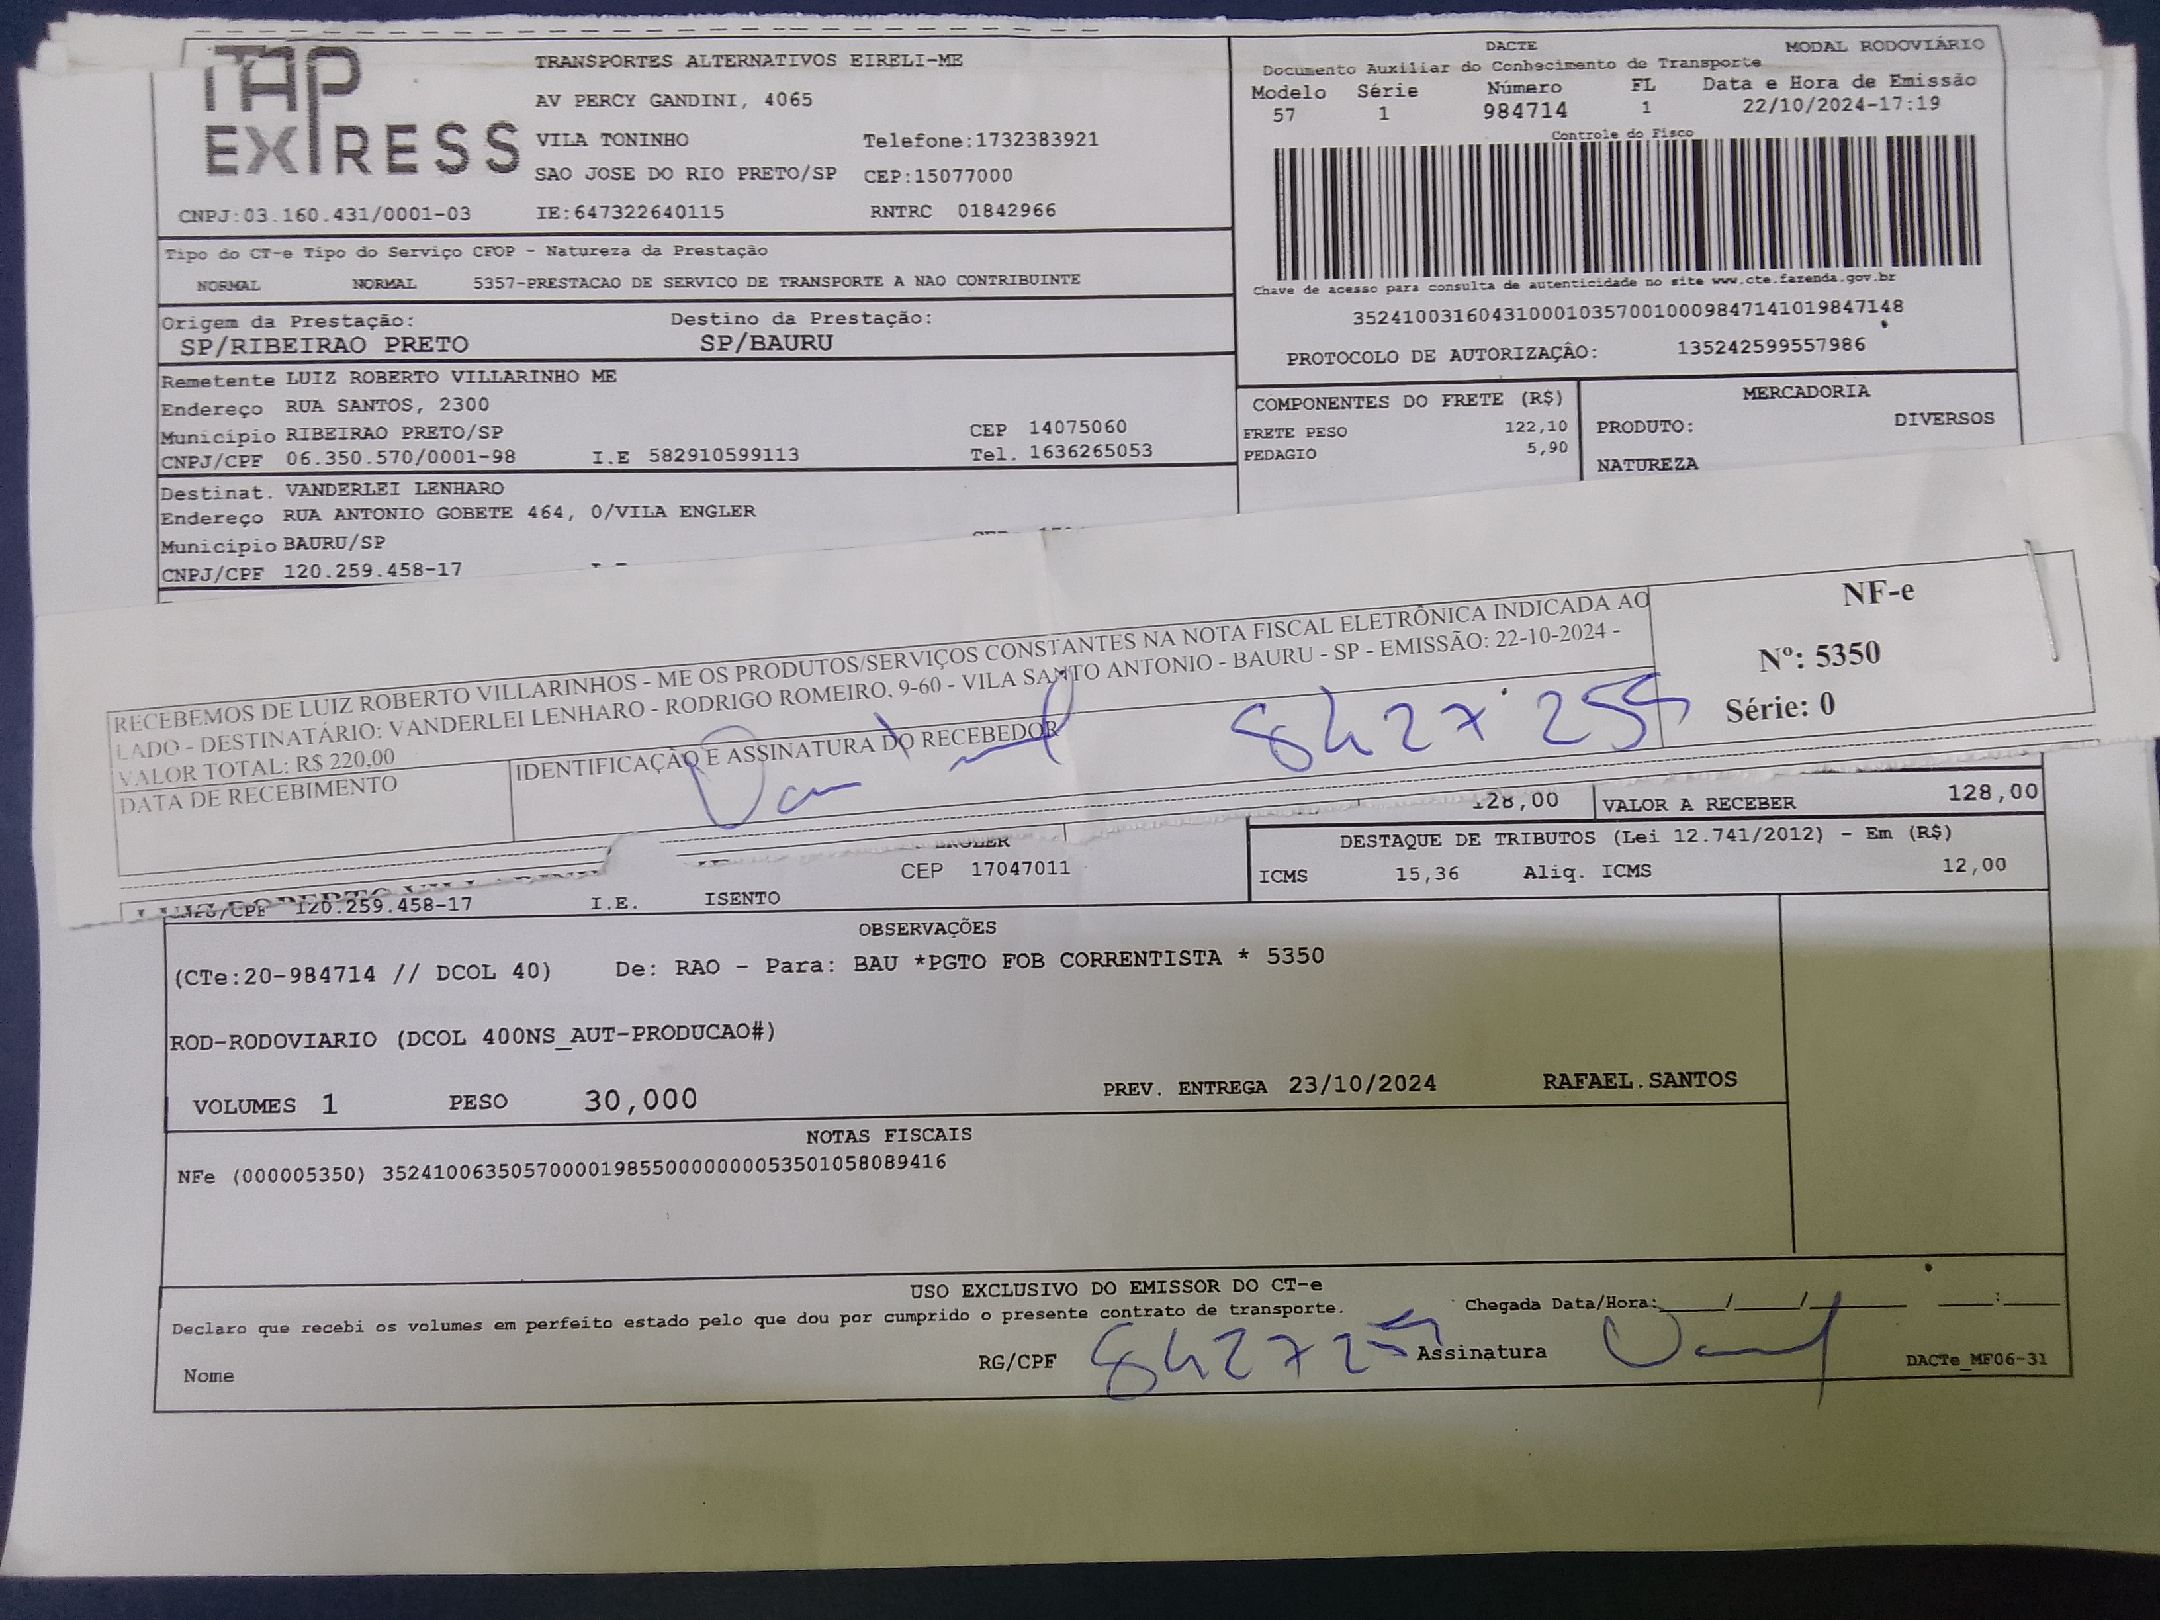 TAP
EXPRESS
TRANSPORTES ALTERNATIVOS EIRELI-ME
AV PERCY GANDINI, 4065
VILA TONINHO Telefone:1732383921
SAO JOSE DO RIO PRETO/SP CEP:15077000
CNPJ:03.160.431/0001-03 IE:647322640115 RNTRC 01842966
DACTE MODAL RODOVIÁRIO
Documento Auxiliar do Conhecimento de Transporte
Modelo Série Número FL Data e Hora de Emissão
57 1 984714 1 22/10/2024-17:19
Controle do Fisco
Chave de acesso para consulta de autenticidade no site www.cte.fazenda.gov.br
35241003160431000103570010009847141019847148
PROTOCOLO DE AUTORIZAÇÃO: 135242599557986
Tipo do CT-e Tipo do Serviço CFOP - Natureza da Prestação
NORMAL NORMAL 5357-PRESTACAO DE SERVICO DE TRANSPORTE A NAO CONTRIBUINTE
Origem da Prestação: Destino da Prestação:
SP/RIBEIRAO PRETO SP/BAURU
Remetente LUIZ ROBERTO VILLARINHO ME
Endereço RUA SANTOS, 2300
Município RIBEIRAO PRETO/SP CEP 14075060
CNPJ/CPF 06.350.570/0001-98 I.E 582910599113 Tel. 1636265053
COMPONENTES DO FRETE (R$)
FRETE PESO 122,10
PEDAGIO 5,90
MERCADORIA
PRODUTO: DIVERSOS
NATUREZA
Destinat. VANDERLEI LENHARO
Endereço RUA ANTONIO GOBETE 464, 0/VILA ENGLER
Município BAURU/SP
CNPJ/CPF 120.259.458-17
RECEBEMOS DE LUIZ ROBERTO VILLARINHOS - ME OS PRODUTOS/SERVIÇOS CONSTANTES NA NOTA FISCAL ELETRÔNICA INDICADA AO
LADO - DESTINATÁRIO: VANDERLEI LENHARO - RODRIGO ROMEIRO, 9-60 - VILA SANTO ANTONIO - BAURU - SP - EMISSÃO: 22-10-2024 -
VALOR TOTAL: R$ 220,00
DATA DE RECEBIMENTO
IDENTIFICAÇÃO E ASSINATURA DO RECEBEDOR
8427255
NF-e
Nº: 5350
Série: 0
128,00 VALOR A RECEBER 128,00
DESTAQUE DE TRIBUTOS (Lei 12.741/2012) - Em (R$)
ICMS 15,36 Aliq. ICMS 12,00
CEP 17047011
120.259.458-17 I.E. ISENTO
OBSERVAÇÕES
(CTe:20-984714 // DCOL 40) De: RAO - Para: BAU *PGTO FOB CORRENTISTA * 5350
ROD-RODOVIARIO (DCOL 400NS_AUT-PRODUCAO#)
VOLUMES 1 PESO 30,000 PREV. ENTREGA 23/10/2024 RAFAEL.SANTOS
NOTAS FISCAIS
NFe (000005350) 35241006350570000198550000000053501058089416
USO EXCLUSIVO DO EMISSOR DO CT-e
Declaro que recebi os volumes em perfeito estado pelo que dou por cumprido o presente contrato de transporte. Chegada Data/Hora:_____/_____/_______ ____:____
Nome RG/CPF 8427255 Assinatura DACTe_MF06-31